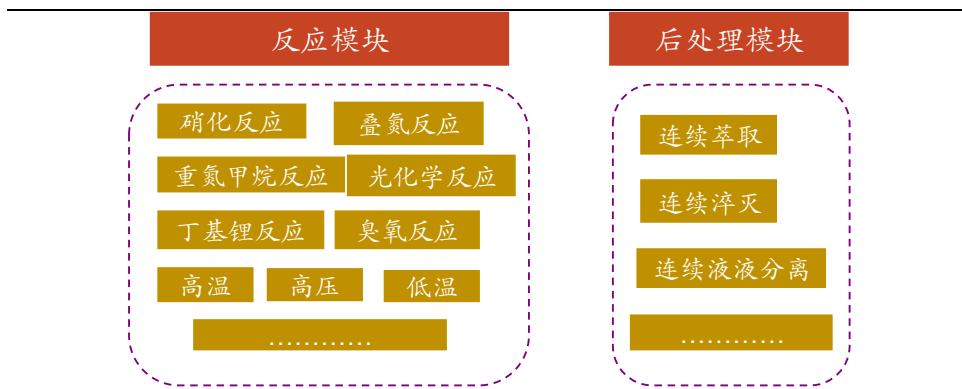 反应模块
硝化反应 叠氮反应
重氮甲烷反应 光化学反应
丁基锂反应 臭氧反应
高温 高压 低温
…………
后处理模块
连续萃取
连续淬灭
连续液液分离
…………